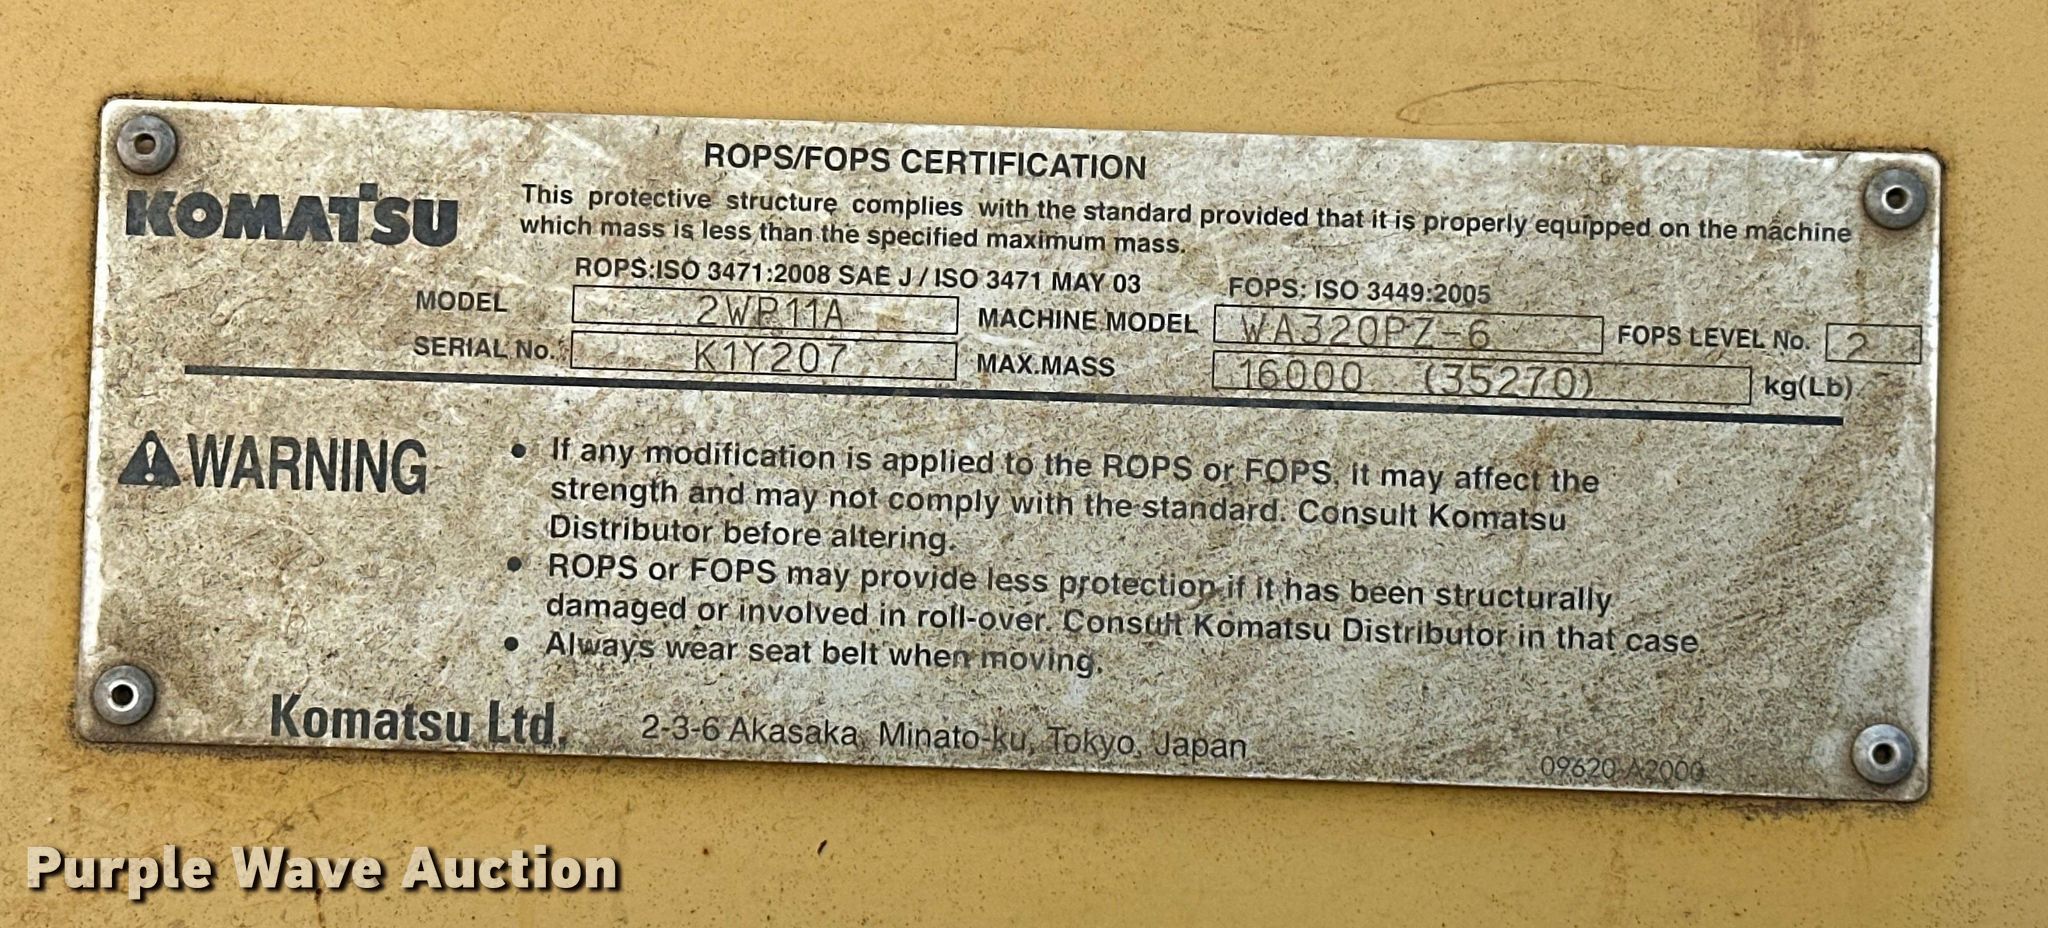 ROPS/FOPS CERTIFICATION
KOMATSU
This protective structure complies with the standard provided that it is properly equipped on the machine
which mass is less than the specified maximum mass.
ROPS:ISO 3471:2008 SAE J / ISO 3471 MAY 03 FOPS: ISO 3449:2005
MODEL 2WR11A MACHINE MODEL WA320PZ-6 FOPS LEVEL No. 2
SERIAL No. K1Y207 MAX.MASS 16000 (35270) kg(Lb)
WARNING
• If any modification is applied to the ROPS or FOPS, it may affect the
strength and may not comply with the standard. Consult Komatsu
Distributor before altering.
• ROPS or FOPS may provide less protection if it has been structurally
damaged or involved in roll-over. Consult Komatsu Distributor in that case
• Always wear seat belt when moving.
Komatsu Ltd. 2-3-6 Akasaka, Minato-ku, Tokyo, Japan
09620-A2000
Purple Wave Auction